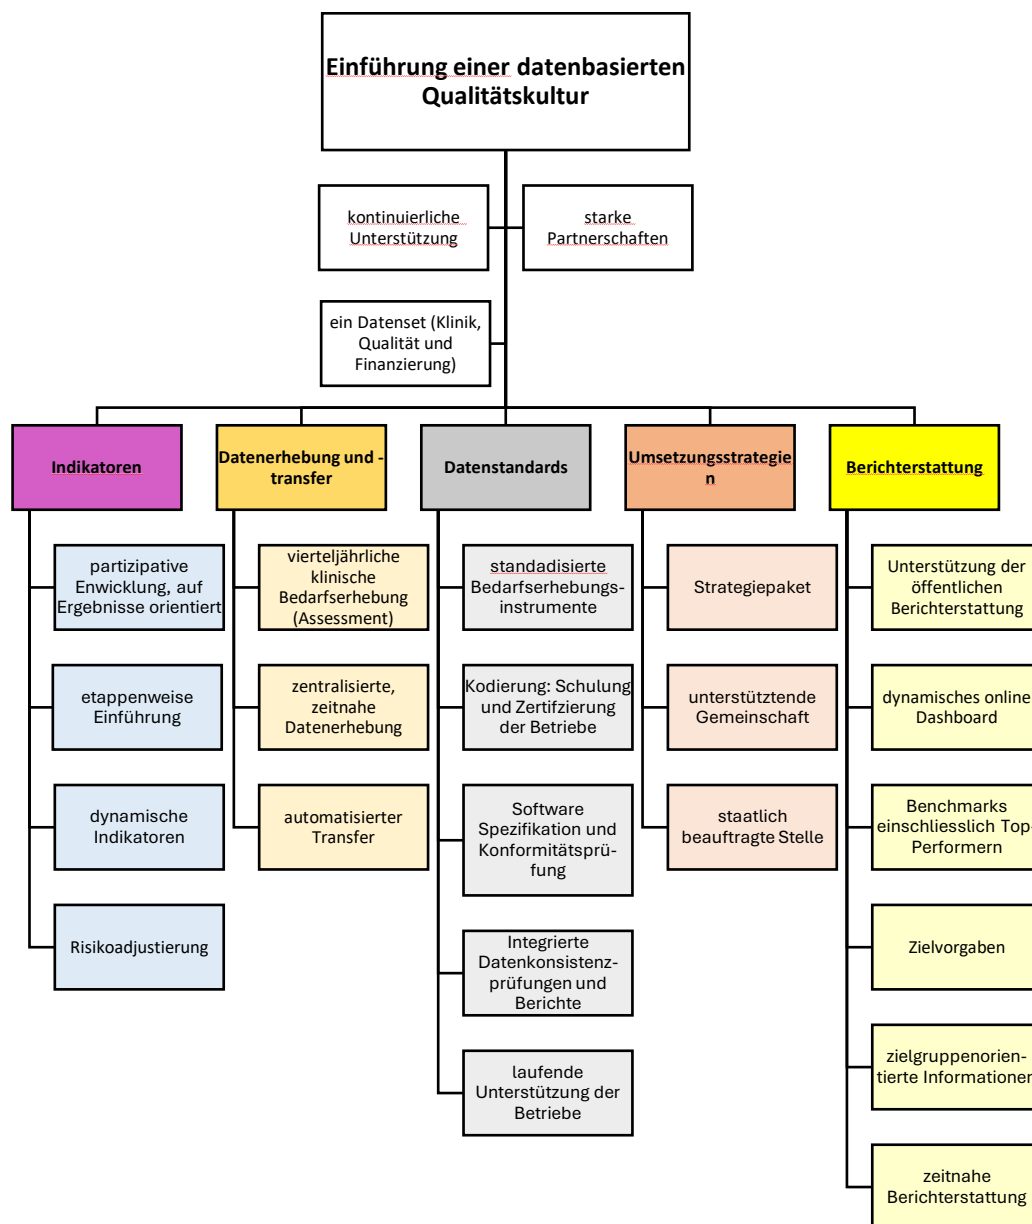 Einführung einer datenbasierten
Qualitätskultur
kontinuierliche
Unterstützung
starke
Partnerschaften
ein Datenset (Klinik,
Qualität und
Finanzierung)
Indikatoren
partizipative
Enwicklung, auf
Ergebnisse orientiert
etappenweise
Einführung
dynamische
Indikatoren
Risikoadjustierung
Datenerhebung und -
transfer
vierteljährliche
klinische
Bedarfserhebung
(Assessment)
zentralisierte,
zeitnahe
Datenerhebung
automatisierter
Transfer
Datenstandards
standadisierte
Bedarfserhebungs-
instrumente
Kodierung: Schulung
und Zertifzierung
der Betriebe
Software
Spezifikation und
Konformitätsprü-
fung
Integrierte
Datenkonsistenz-
prüfungen und
Berichte
laufende
Unterstützung der
Betriebe
Umsetzungsstrategie
n
Strategiepaket
unterstütztende
Gemeinschaft
staatlich
beauftragte Stelle
Berichterstattung
Unterstützung der
öffentlichen
Berichterstattung
dynamisches online
Dashboard
Benchmarks
einschliesslich Top-
Performern
Zielvorgaben
zielgruppenorien-
tierte Informationen
zeitnahe
Berichterstattung